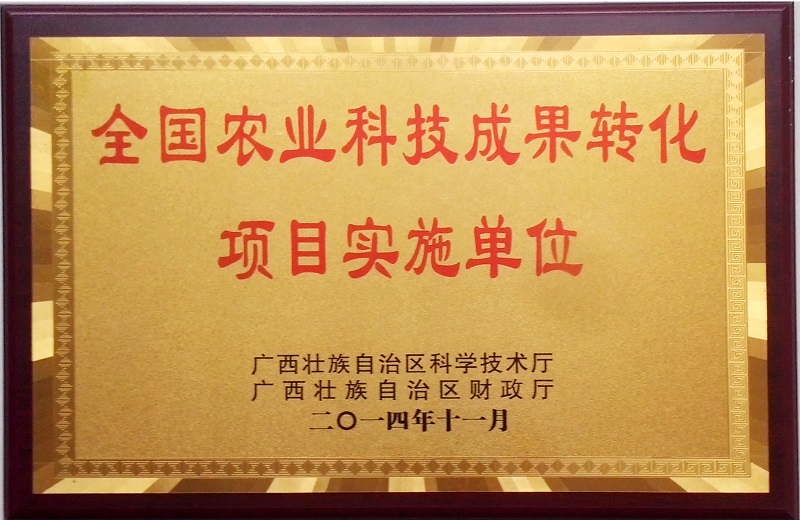 全国农业科技成果转化
项目实施单位
广西壮族自治区科学技术厅
广西壮族自治区财政厅
二〇一四年十一月